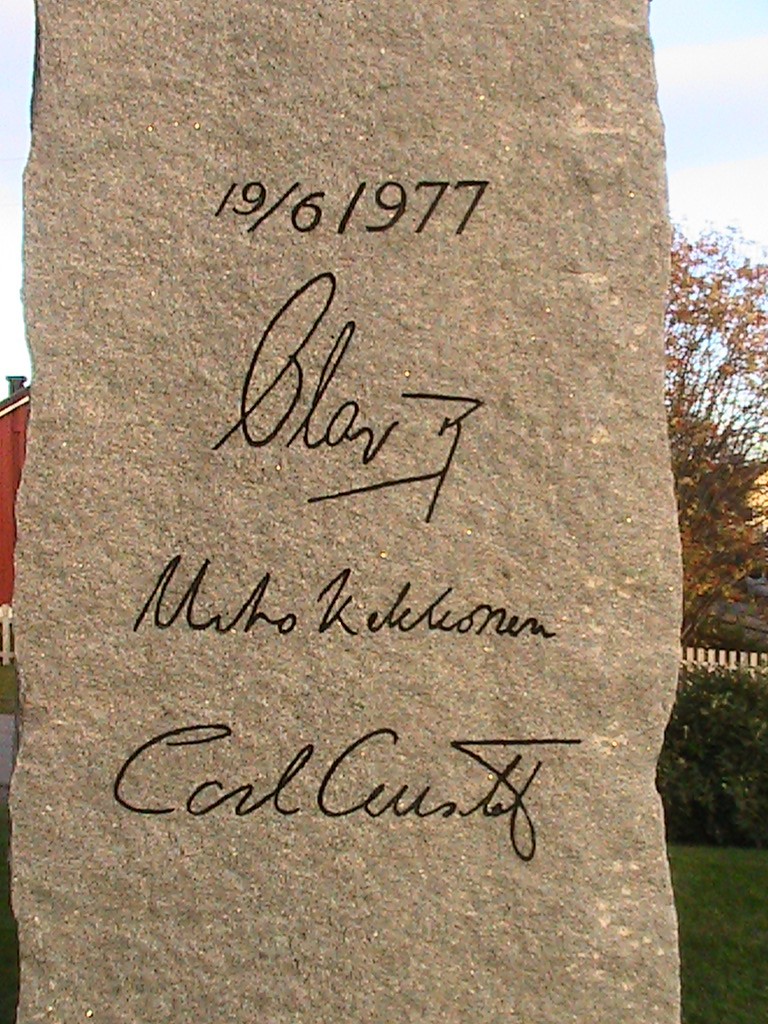 19/6 1977
Olav R
Urho Kekkonen
Carl Gustaf